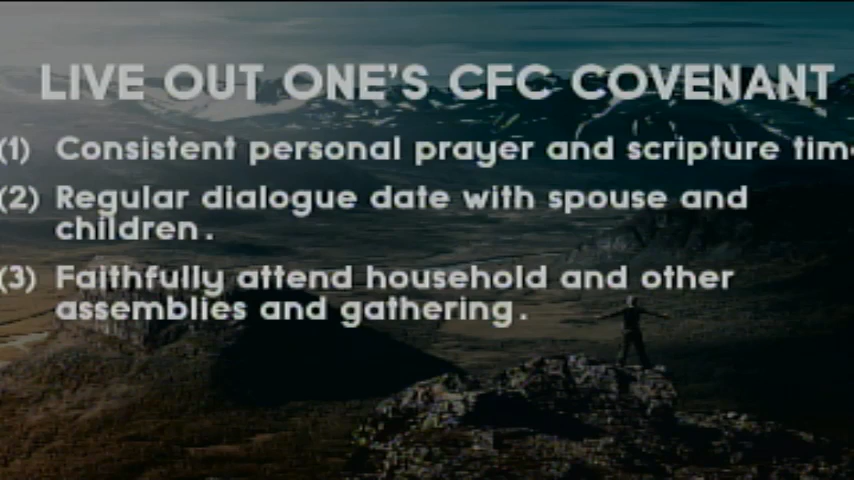 LIVE OUT ONE'S CFC COVENANT
(1) Consistent personal prayer and scripture tim
(2) Regular dialogue date with spouse and
children.
(3) Faithfully attend household and other
assemblies and gathering.